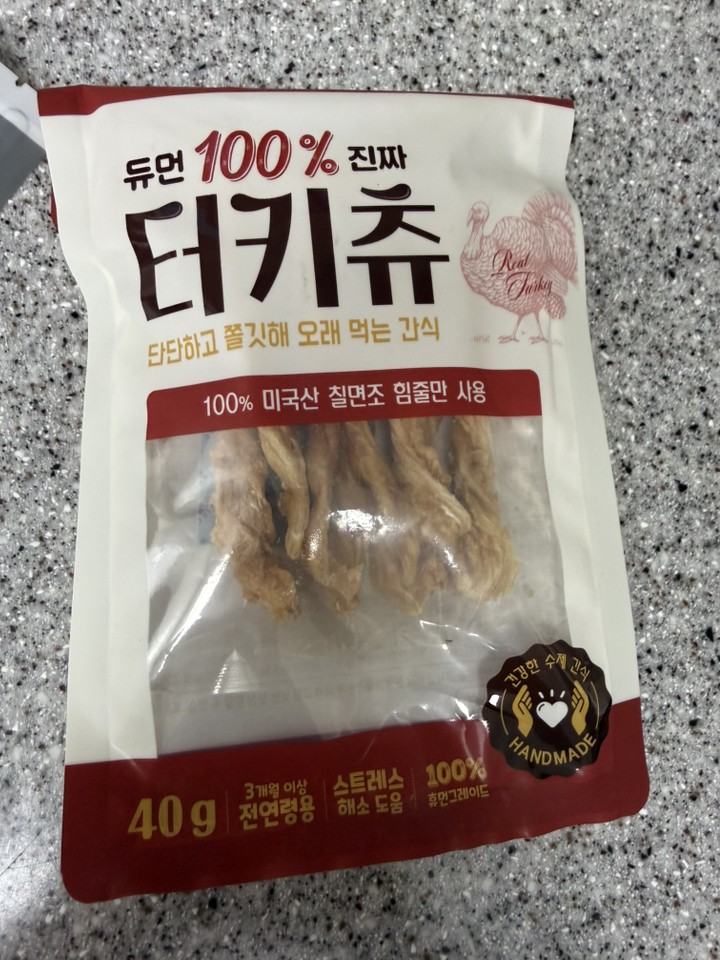 듀먼 100% 진짜
터키츄
Real
Turkey
단단하고 쫄깃해 오래 먹는 간식
100% 미국산 칠면조 힘줄만 사용
건강한 수제 간식
HANDMADE
40g
3개월 이상
전연령용
스트레스
해소 도움
100%
휴먼그레이드